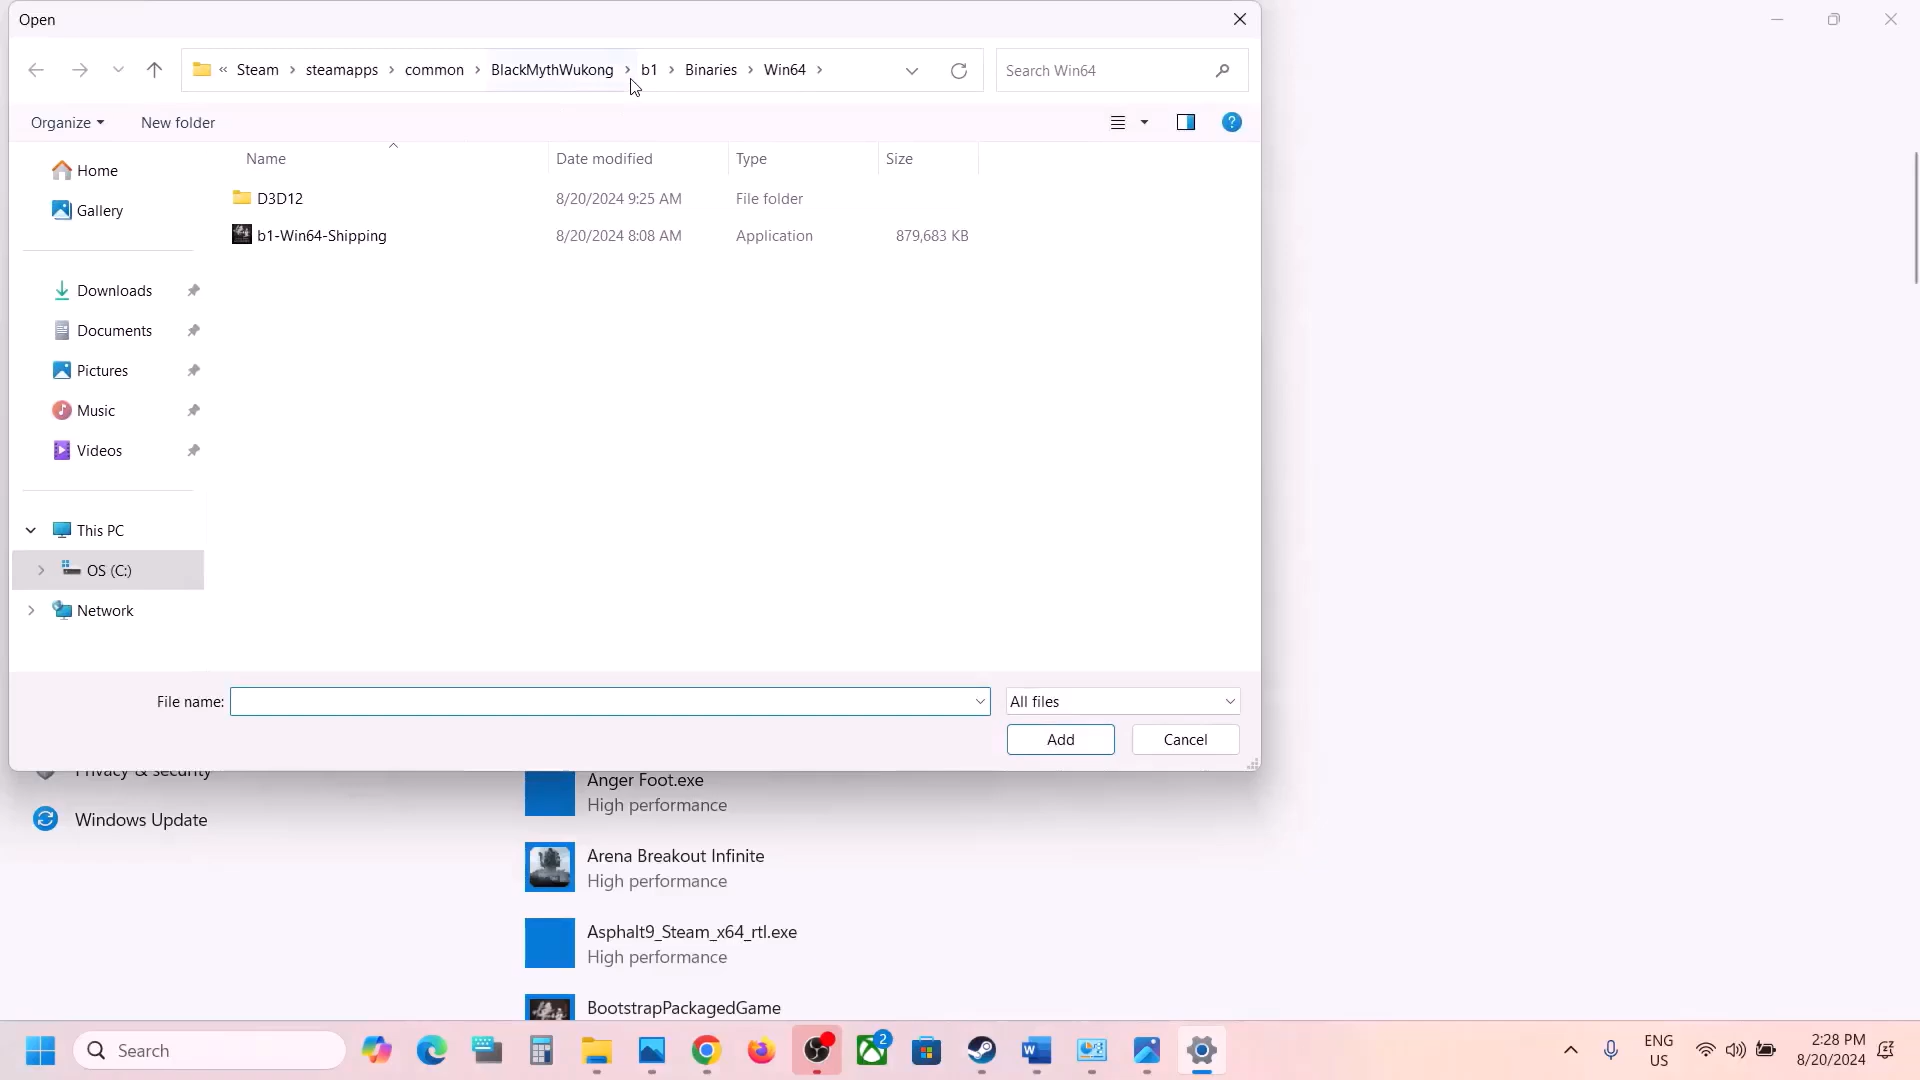 Open
« Steam > steamapps > common > BlackMythWukong > b1 > Binaries > Win64 >
Search Win64
Organize
New folder
Name
Date modified
Type
Size
D3D12
8/20/2024 9:25 AM
File folder
b1-Win64-Shipping
8/20/2024 8:08 AM
Application
879,683 KB
Home
Gallery
Downloads
Documents
Pictures
Music
Videos
This PC
OS (C:)
Network
File name:
All files
Add
Cancel
Privacy & security
Windows Update
Anger Foot.exe
High performance
Arena Breakout Infinite
High performance
Asphalt9_Steam_x64_rtl.exe
High performance
BootstrapPackagedGame
Search
2
ENG
US
2:28 PM
8/20/2024